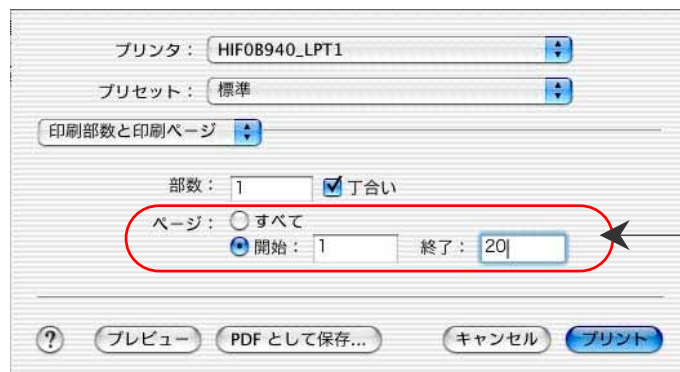 プリンタ： HIF0B940_LPT1
プリセット： 標準
印刷部数と印刷ページ
部数： 1 丁合い
ページ： すべて
開始： 1 終了： 20
? プレビュー PDF として保存... キャンセル プリント